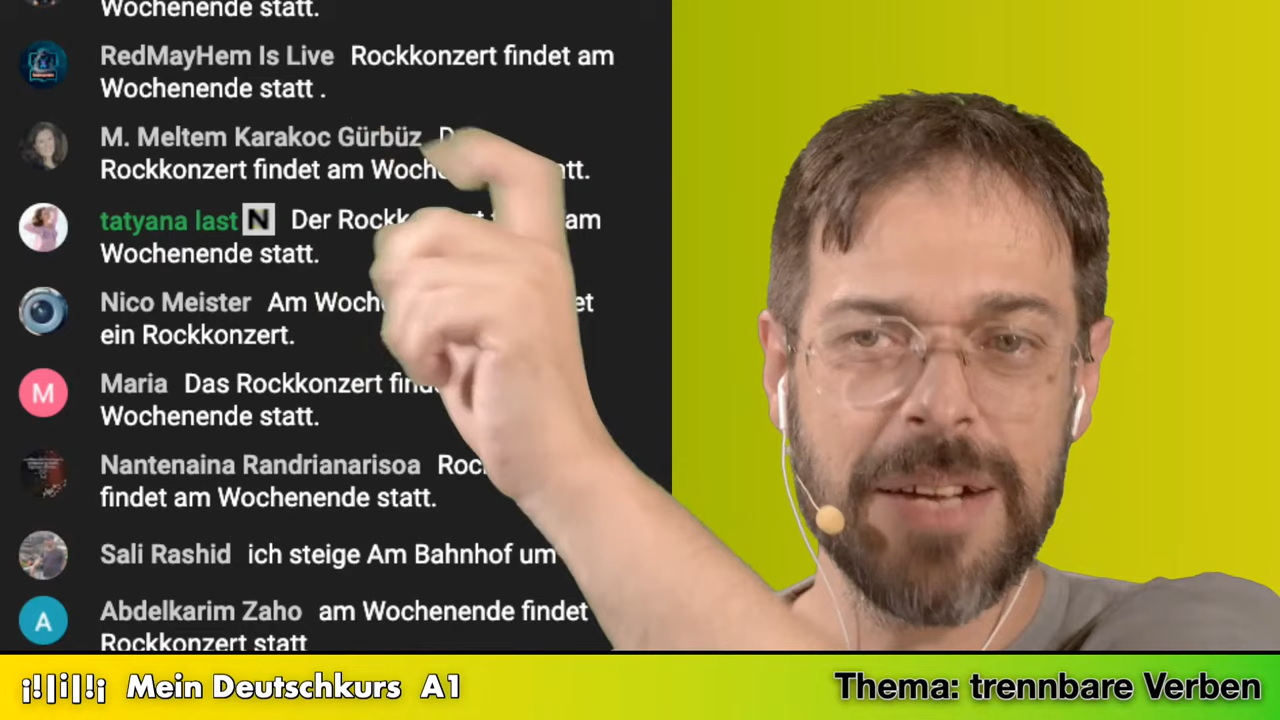 Wochenende statt.
RedMayHem Is Live Rockkonzert findet am
Wochenende statt .
M. Meltem Karakoc Gürbüz
Rockkonzert findet am
tatyana last N Der am
Wochenende statt.
Nico Meister Am
ein Rockkonzert.
M Maria Das Rockkonzert
Wochenende statt.
Nantenaina Randrianarisoa
findet am Wochenende statt.
Sali Rashid ich steige Am Bahnhof um
A Abdelkarim Zaho am Wochenende findet
Rockkonzert statt
¡!|i|!¡ Mein Deutschkurs A1
Thema: trennbare Verben